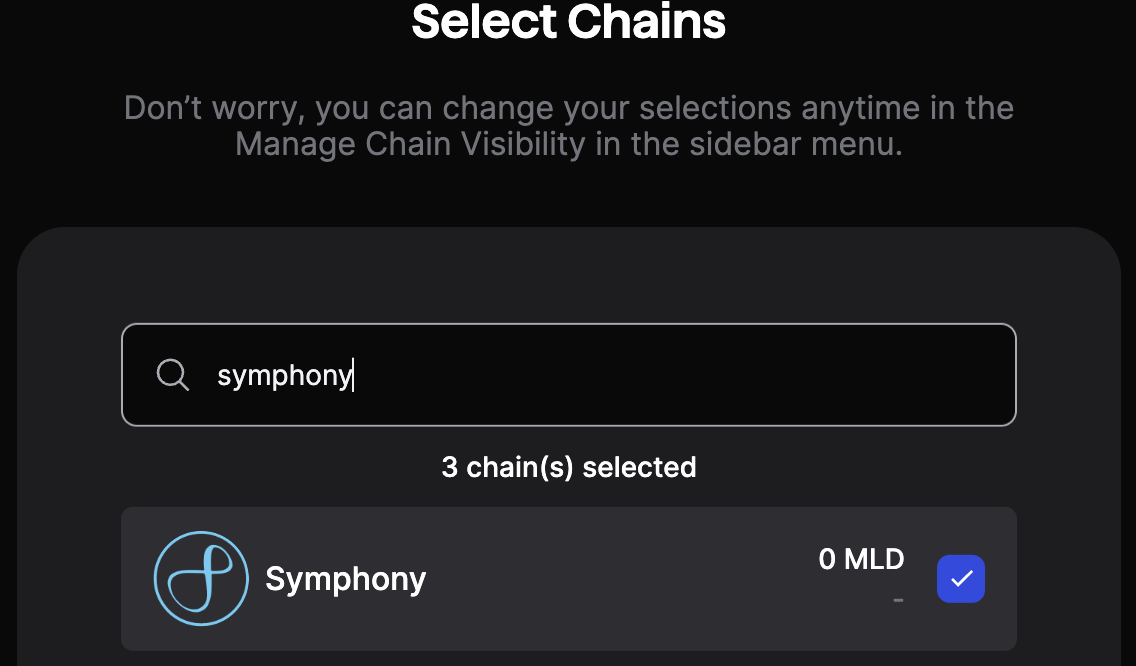 Select Chains
Don’t worry, you can change your selections anytime in the
Manage Chain Visibility in the sidebar menu.
symphony
3 chain(s) selected
Symphony
0 MLD
-